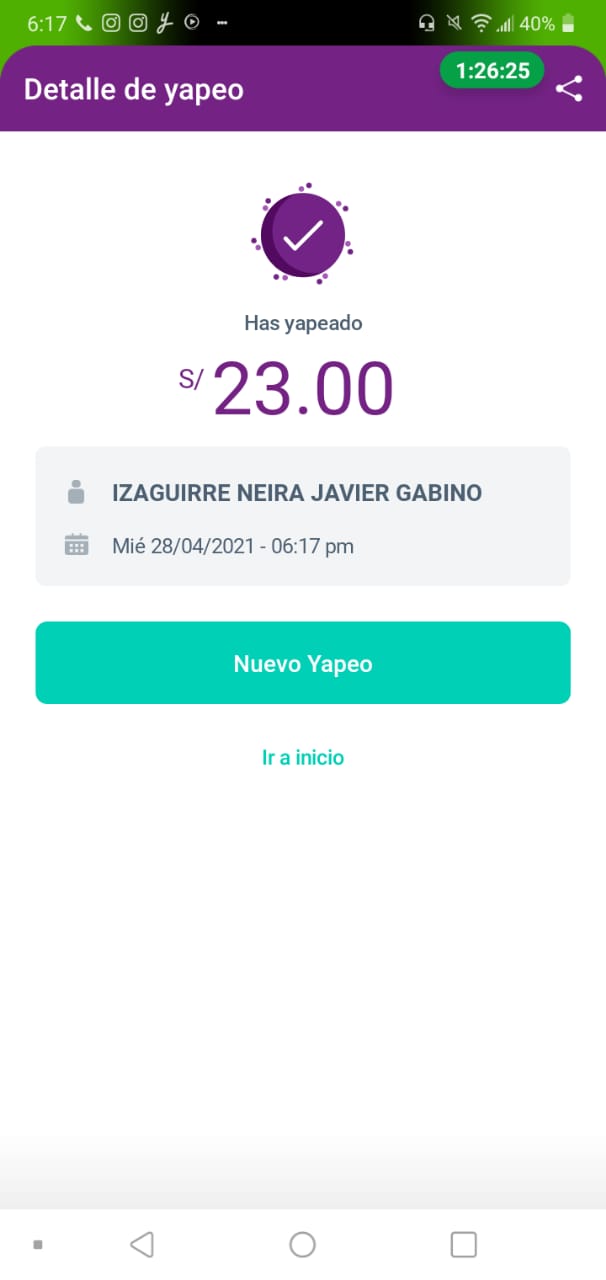 6:17
40%
1:26:25
Detalle de yapeo
Has yapeado
S/ 23.00
IZAGUIRRE NEIRA JAVIER GABINO
Mié 28/04/2021 - 06:17 pm
Nuevo Yapeo
Ir a inicio